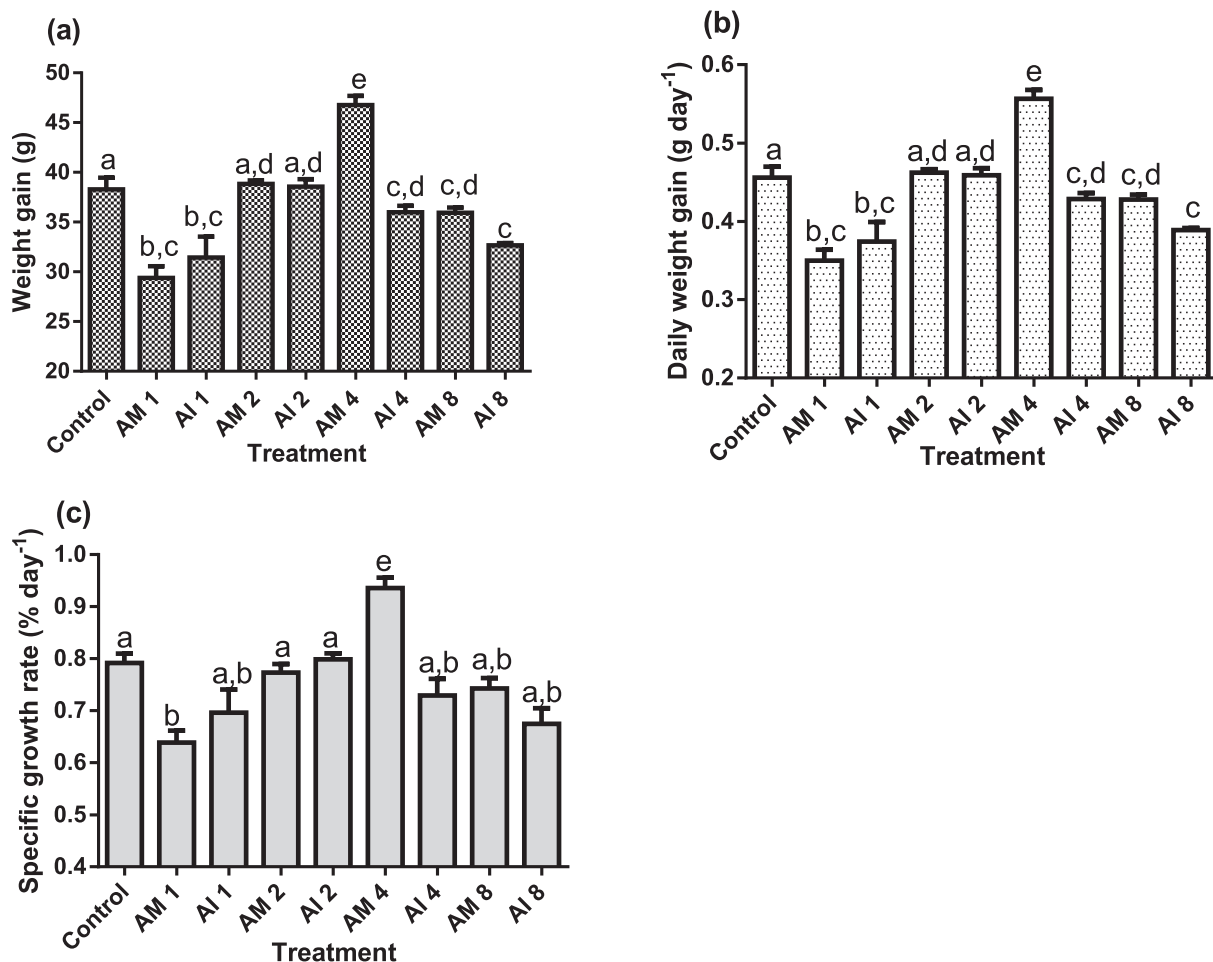 (a)
Weight gain (g)
50
45
40
35
30
25
20
a
b,c
b,c
a,d
a,d
e
c,d
c,d
c
Control
AM 1
AI 1
AM 2
AI 2
AM 4
AI 4
AM 8
AI 8
Treatment
(b)
Daily weight gain (g day⁻¹)
0.6
0.5
0.4
0.3
0.2
a
b,c
b,c
a,d
a,d
e
c,d
c,d
c
Control
AM 1
AI 1
AM 2
AI 2
AM 4
AI 4
AM 8
AI 8
Treatment
(c)
Specific growth rate (% day⁻¹)
1.0
0.9
0.8
0.7
0.6
0.5
0.4
a
b
a,b
a
a
e
a,b
a,b
a,b
Control
AM 1
AI 1
AM 2
AI 2
AM 4
AI 4
AM 8
AI 8
Treatment